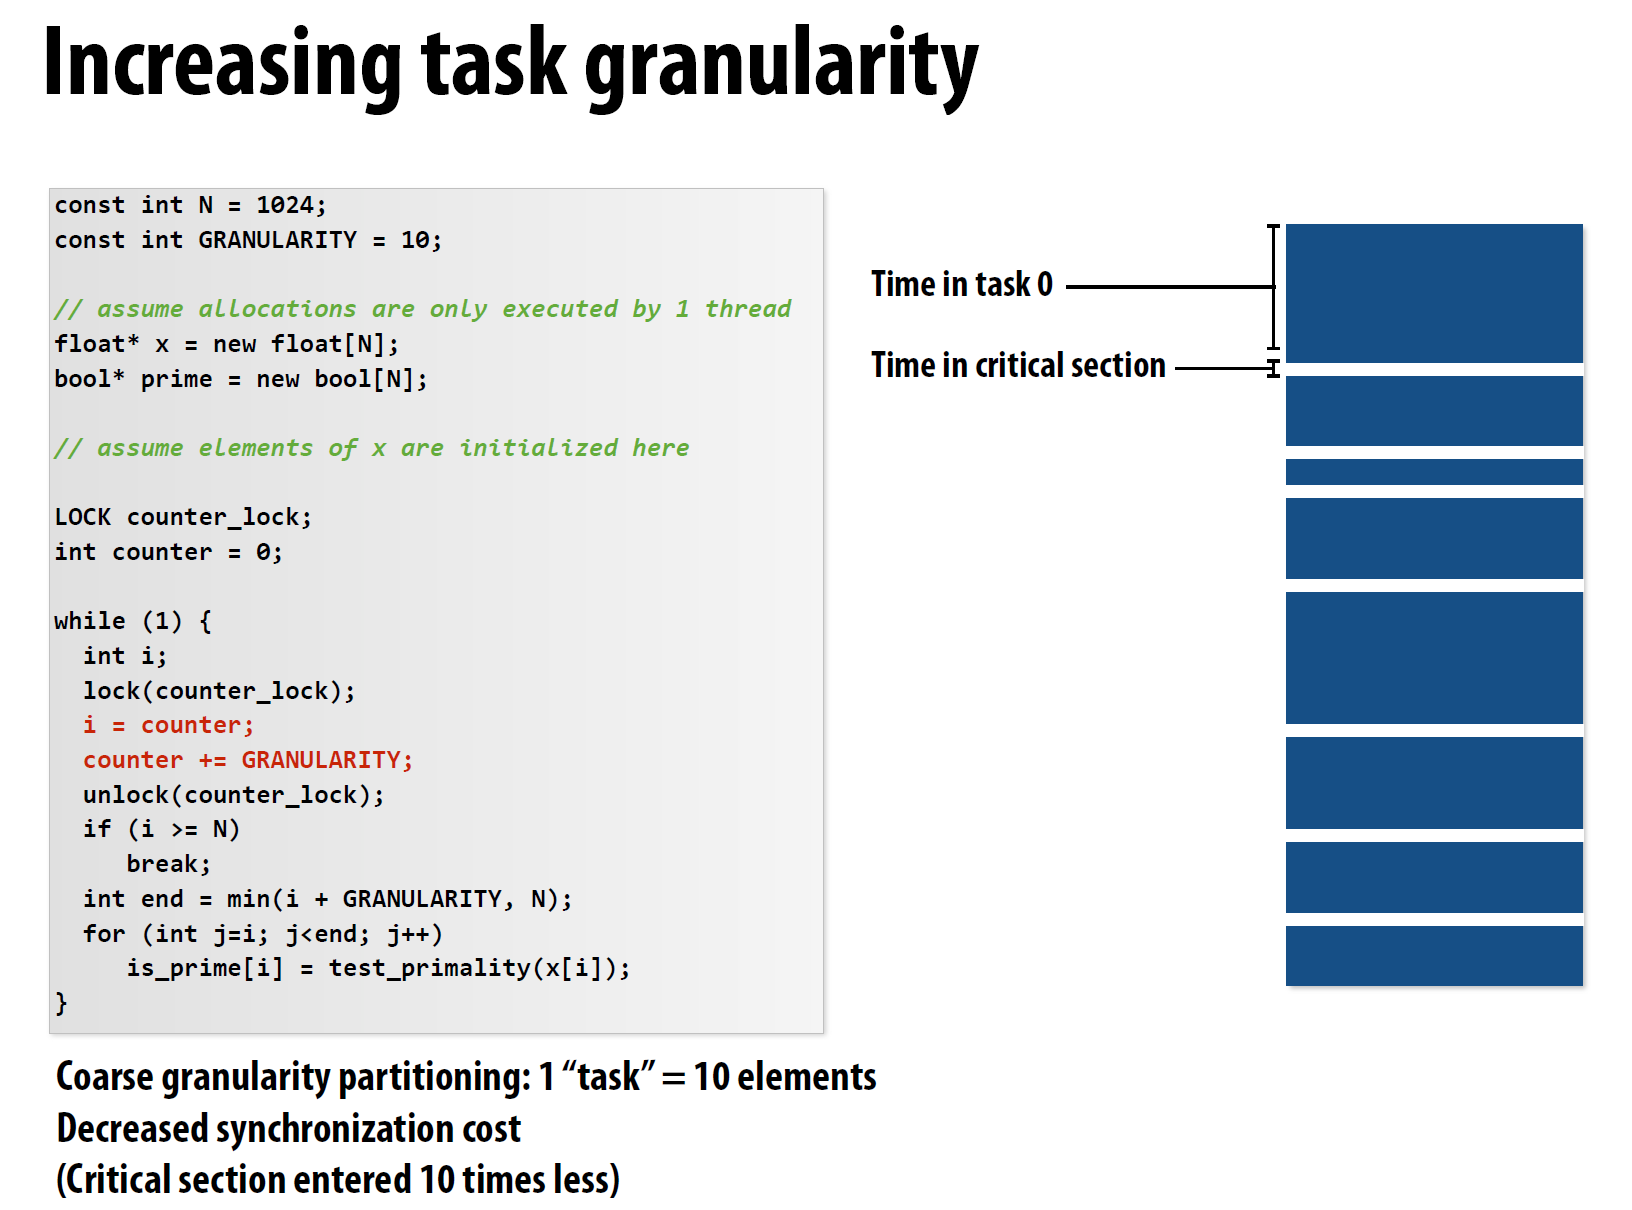 Increasing task granularity
const int N = 1024;
const int GRANULARITY = 10;
// assume allocations are only executed by 1 thread
float* x = new float[N];
bool* prime = new bool[N];
// assume elements of x are initialized here
LOCK counter_lock;
int counter = 0;
while (1) {
int i;
lock(counter_lock);
i = counter;
counter += GRANULARITY;
unlock(counter_lock);
if (i >= N)
break;
int end = min(i + GRANULARITY, N);
for (int j=i; j<end; j++)
is_prime[i] = test_primality(x[i]);
}
Time in task 0
Time in critical section
Coarse granularity partitioning: 1 “task” = 10 elements
Decreased synchronization cost
(Critical section entered 10 times less)